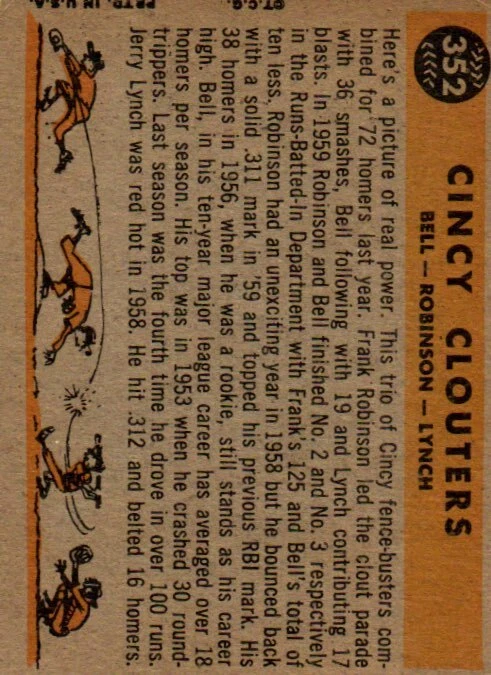 352
CINCY CLOUTERS
BELL — ROBINSON — LYNCH
Here's a picture of real power. This trio of Cincy fence-busters com-
bined for 72 homers last year. Frank Robinson led the clout parade
with 36 smashes, Bell following with 19 and Lynch contributing 17
blasts. In 1959 Robinson and Bell finished No. 2 and No. 3 respectively
in the Runs-Batted-In Department with Frank's 125 and Bell's total of
ten less. Robinson had an unexciting year in 1958 but he bounced back
with a solid .311 mark in '59 and topped his previous RBI mark. His
38 homers in 1956, when he was a rookie, still stands as his career
high. Bell, in his ten-year major league career has averaged over 18
homers per season. His top was in 1953 when he crashed 30 round-
trippers. Last season was the fourth time he drove in over 100 runs.
Jerry Lynch was red hot in 1958. He hit .312 and belted 16 homers.
©T.C.G.
PRTD. IN U.S.A.